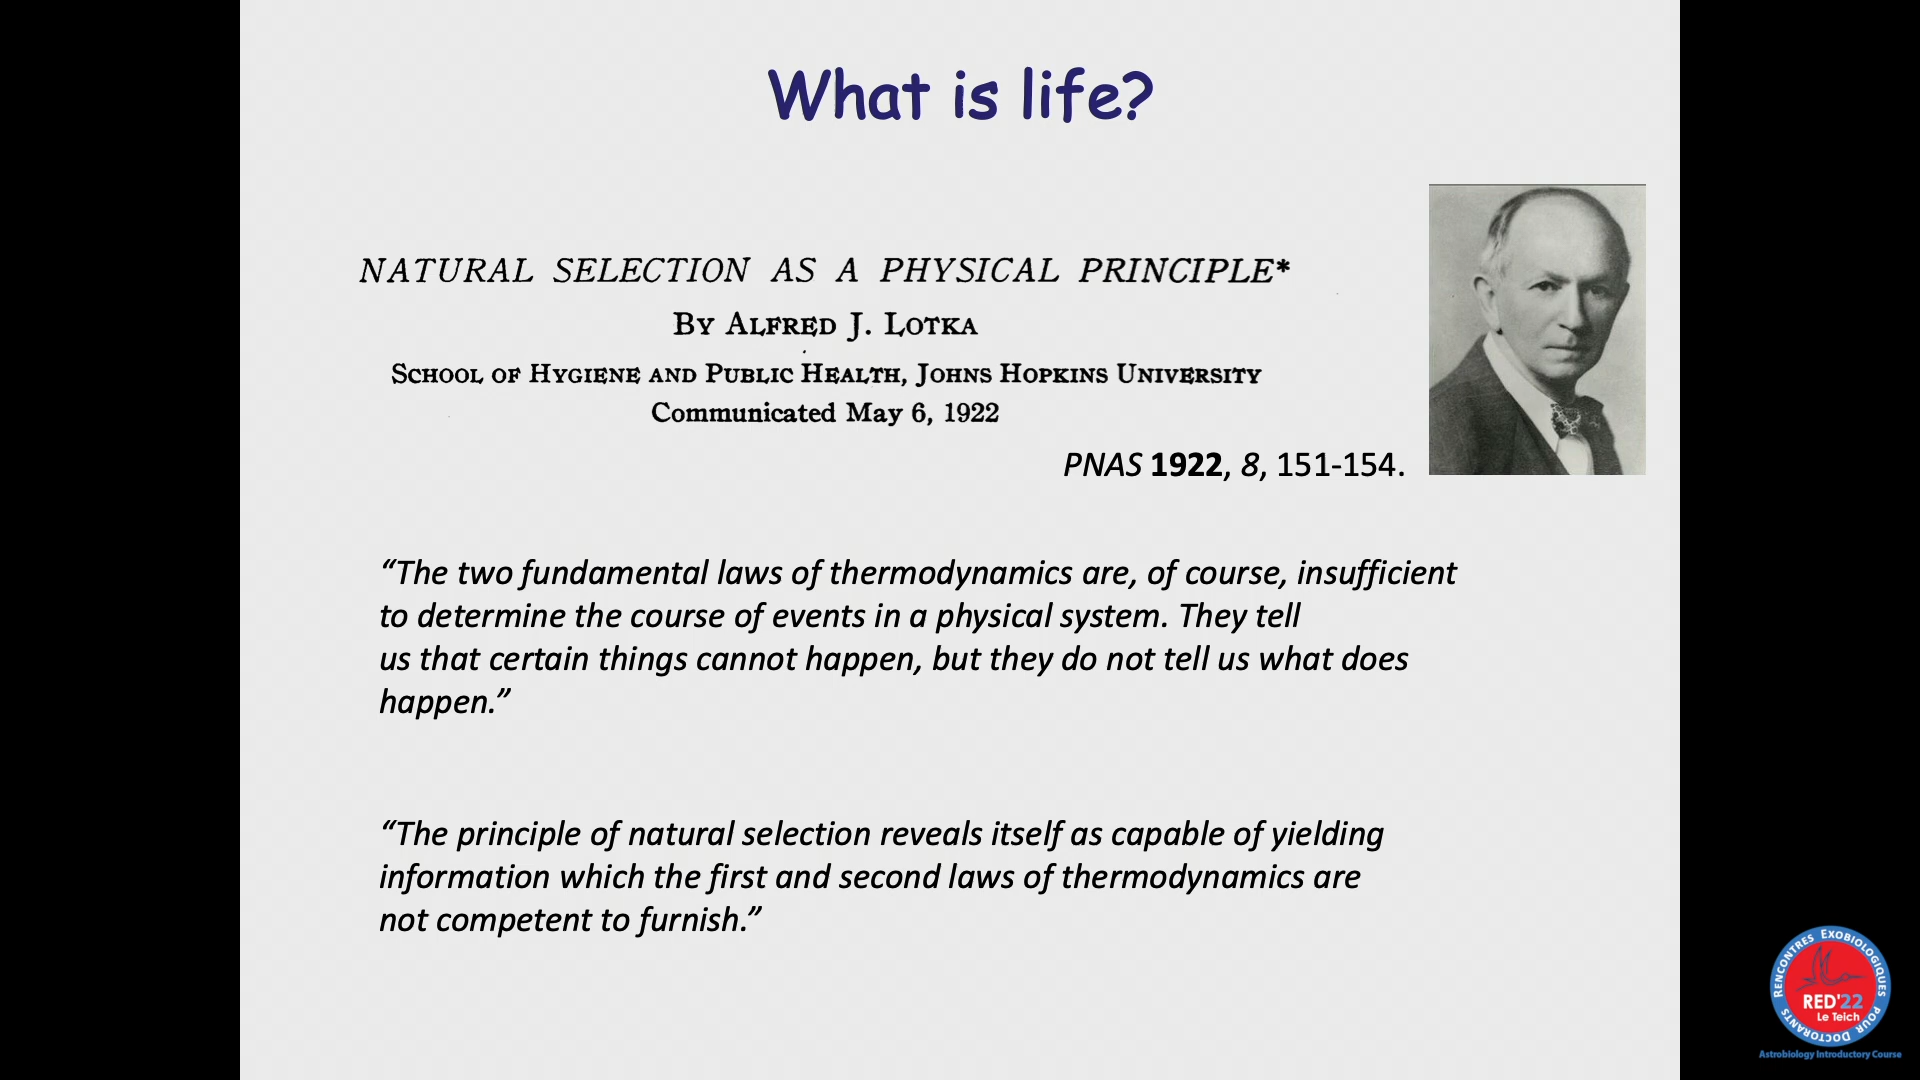 What is life?
NATURAL SELECTION AS A PHYSICAL PRINCIPLE*
BY ALFRED J. LOTKA
SCHOOL OF HYGIENE AND PUBLIC HEALTH, JOHNS HOPKINS UNIVERSITY
Communicated May 6, 1922
PNAS 1922, 8, 151-154.
“The two fundamental laws of thermodynamics are, of course, insufficient
to determine the course of events in a physical system. They tell
us that certain things cannot happen, but they do not tell us what does
happen.”
“The principle of natural selection reveals itself as capable of yielding
information which the first and second laws of thermodynamics are
not competent to furnish.”
RENCONTRES EXOBIOLOGIQUES POUR DOCTORANTS
RED'22
Le Teich
Astrobiology Introductory Course